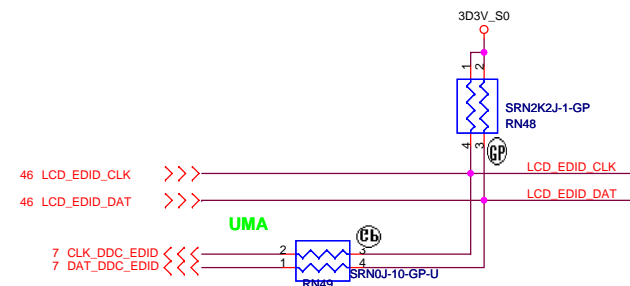 3D3V_S0
1 2
SRN2K2J-1-GP
RN48
4 3
GP
46 LCD_EDID_CLK
LCD_EDID_CLK
46 LCD_EDID_DAT
LCD_EDID_DAT
UMA
7 CLK_DDC_EDID
2 3
7 DAT_DDC_EDID
1 4
SRN0J-10-GP-U
RN49